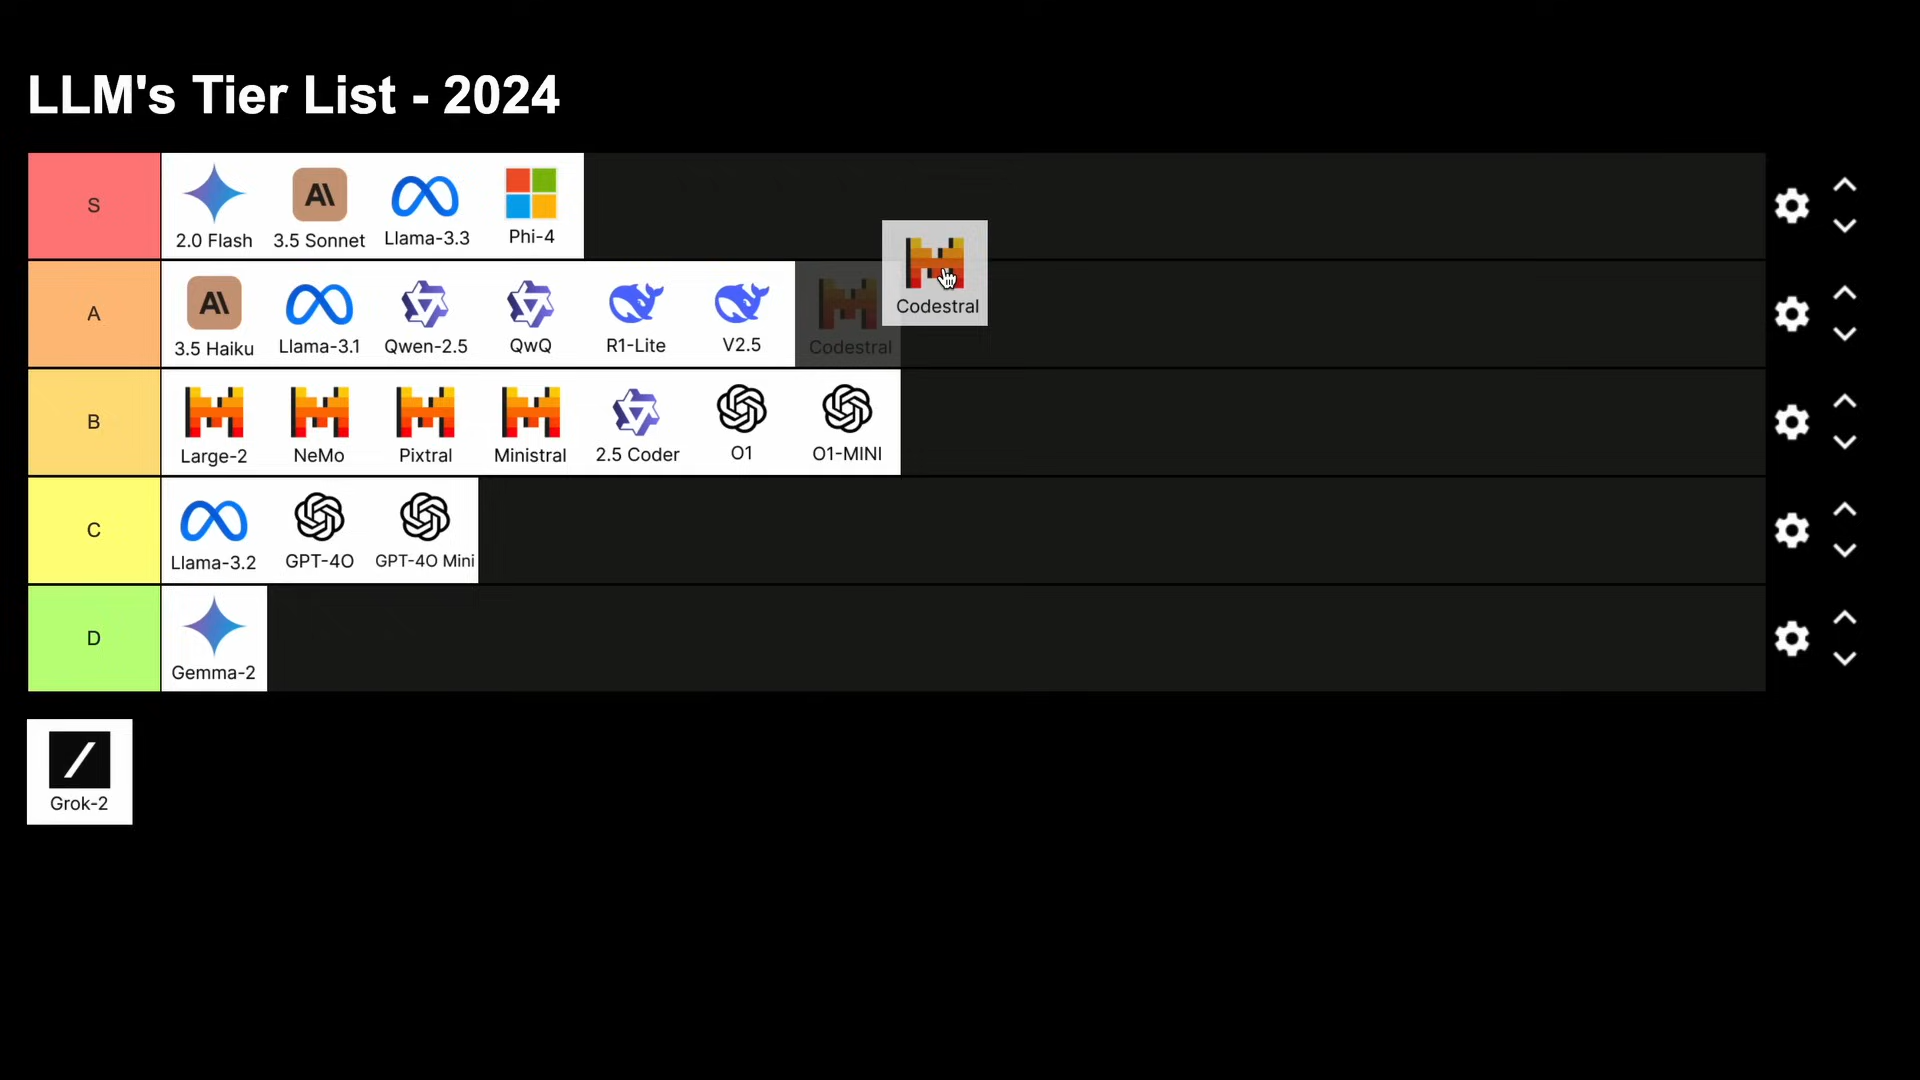 LLM's Tier List - 2024
S
2.0 Flash
3.5 Sonnet
Llama-3.3
Phi-4
A
3.5 Haiku
Llama-3.1
Qwen-2.5
QwQ
R1-Lite
V2.5
Codestral
Codestral
B
Large-2
NeMo
Pixtral
Ministral
2.5 Coder
O1
O1-MINI
C
Llama-3.2
GPT-4O
GPT-4O Mini
D
Gemma-2
Grok-2